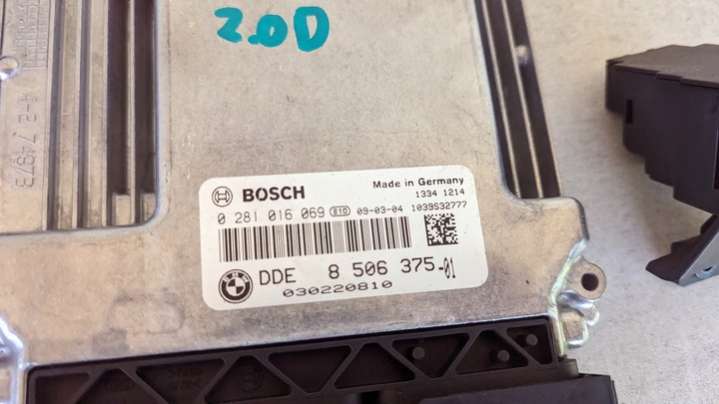 2.0D
BOSCH
Made in Germany
1334 1214
0 281 016 069 810 09-03-04 1039S32777
DDE 8 506 375-01
030220810